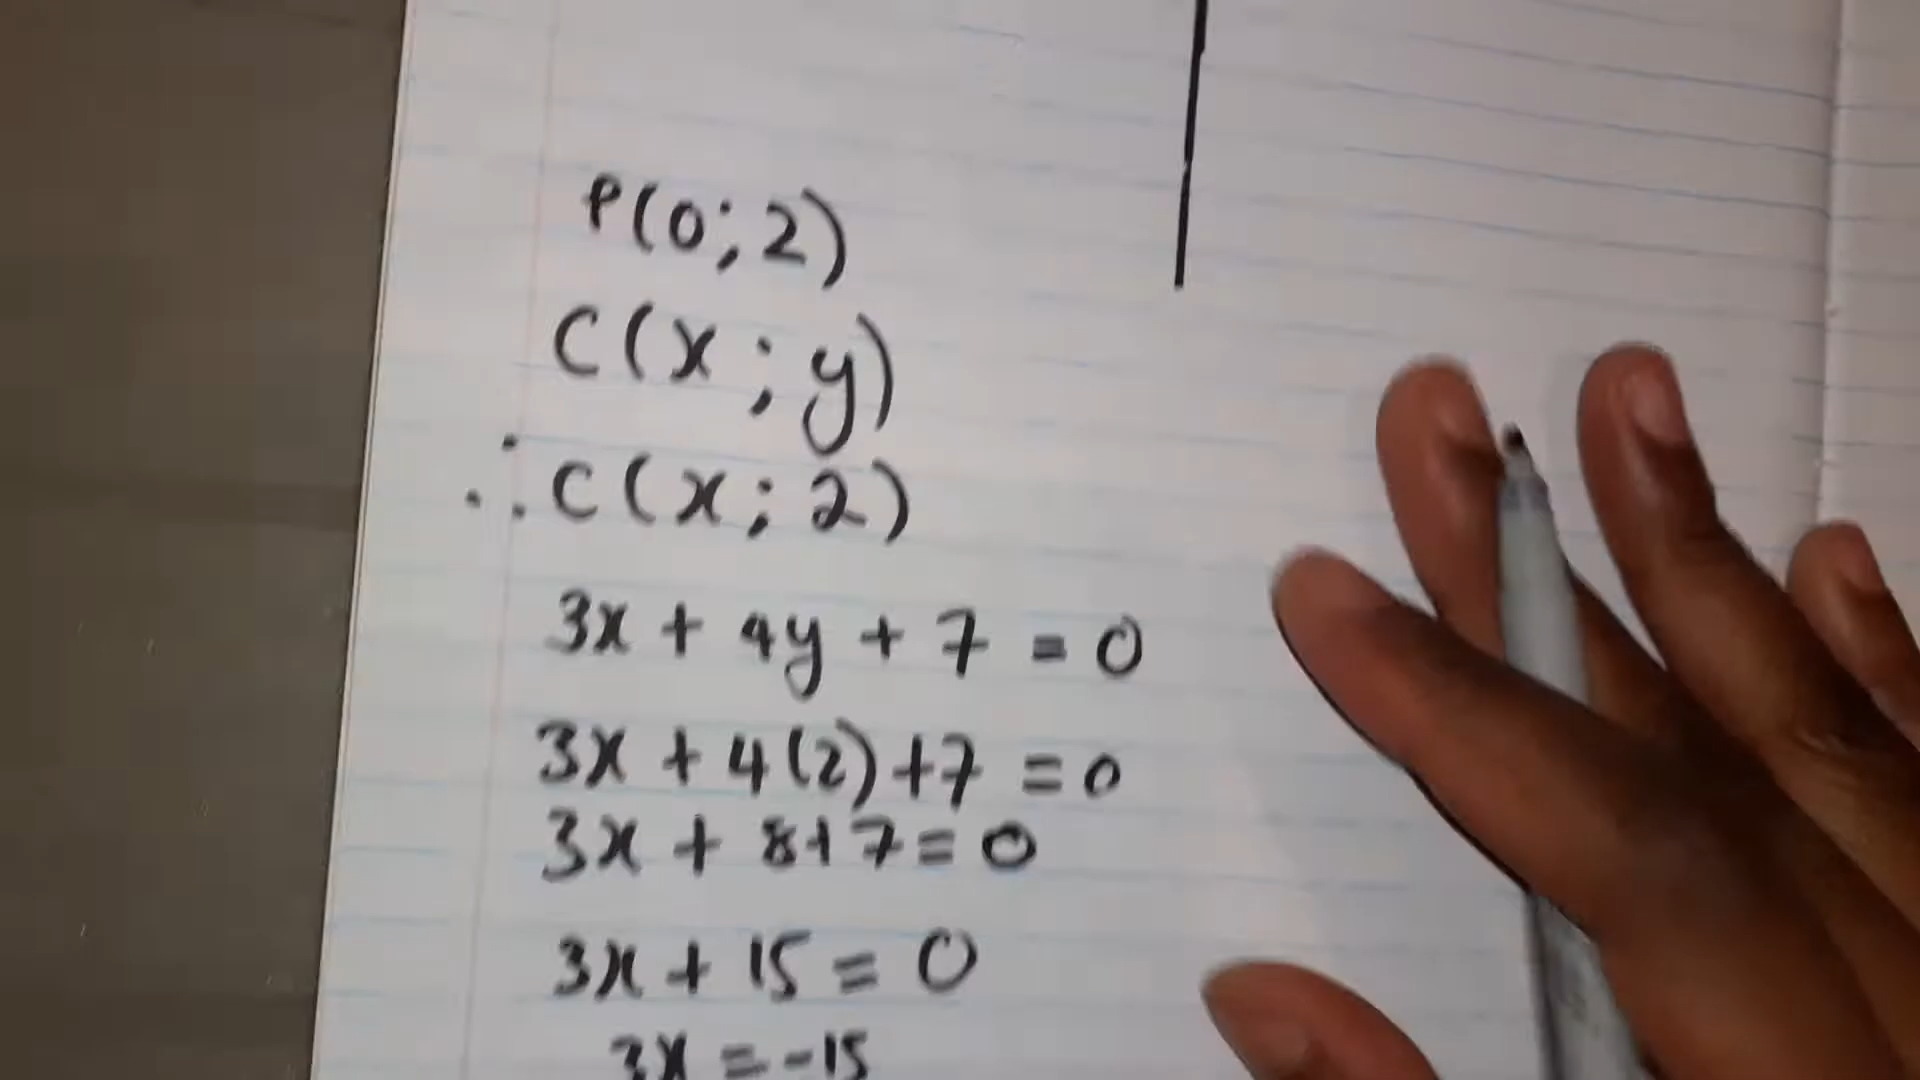 P(0;2)
C(x;y)
∴ C(x;2)
3x + 4y + 7 = 0
3x + 4(2)+7 = 0
3x + 8+7 = 0
3x + 15 = 0
3x = -15